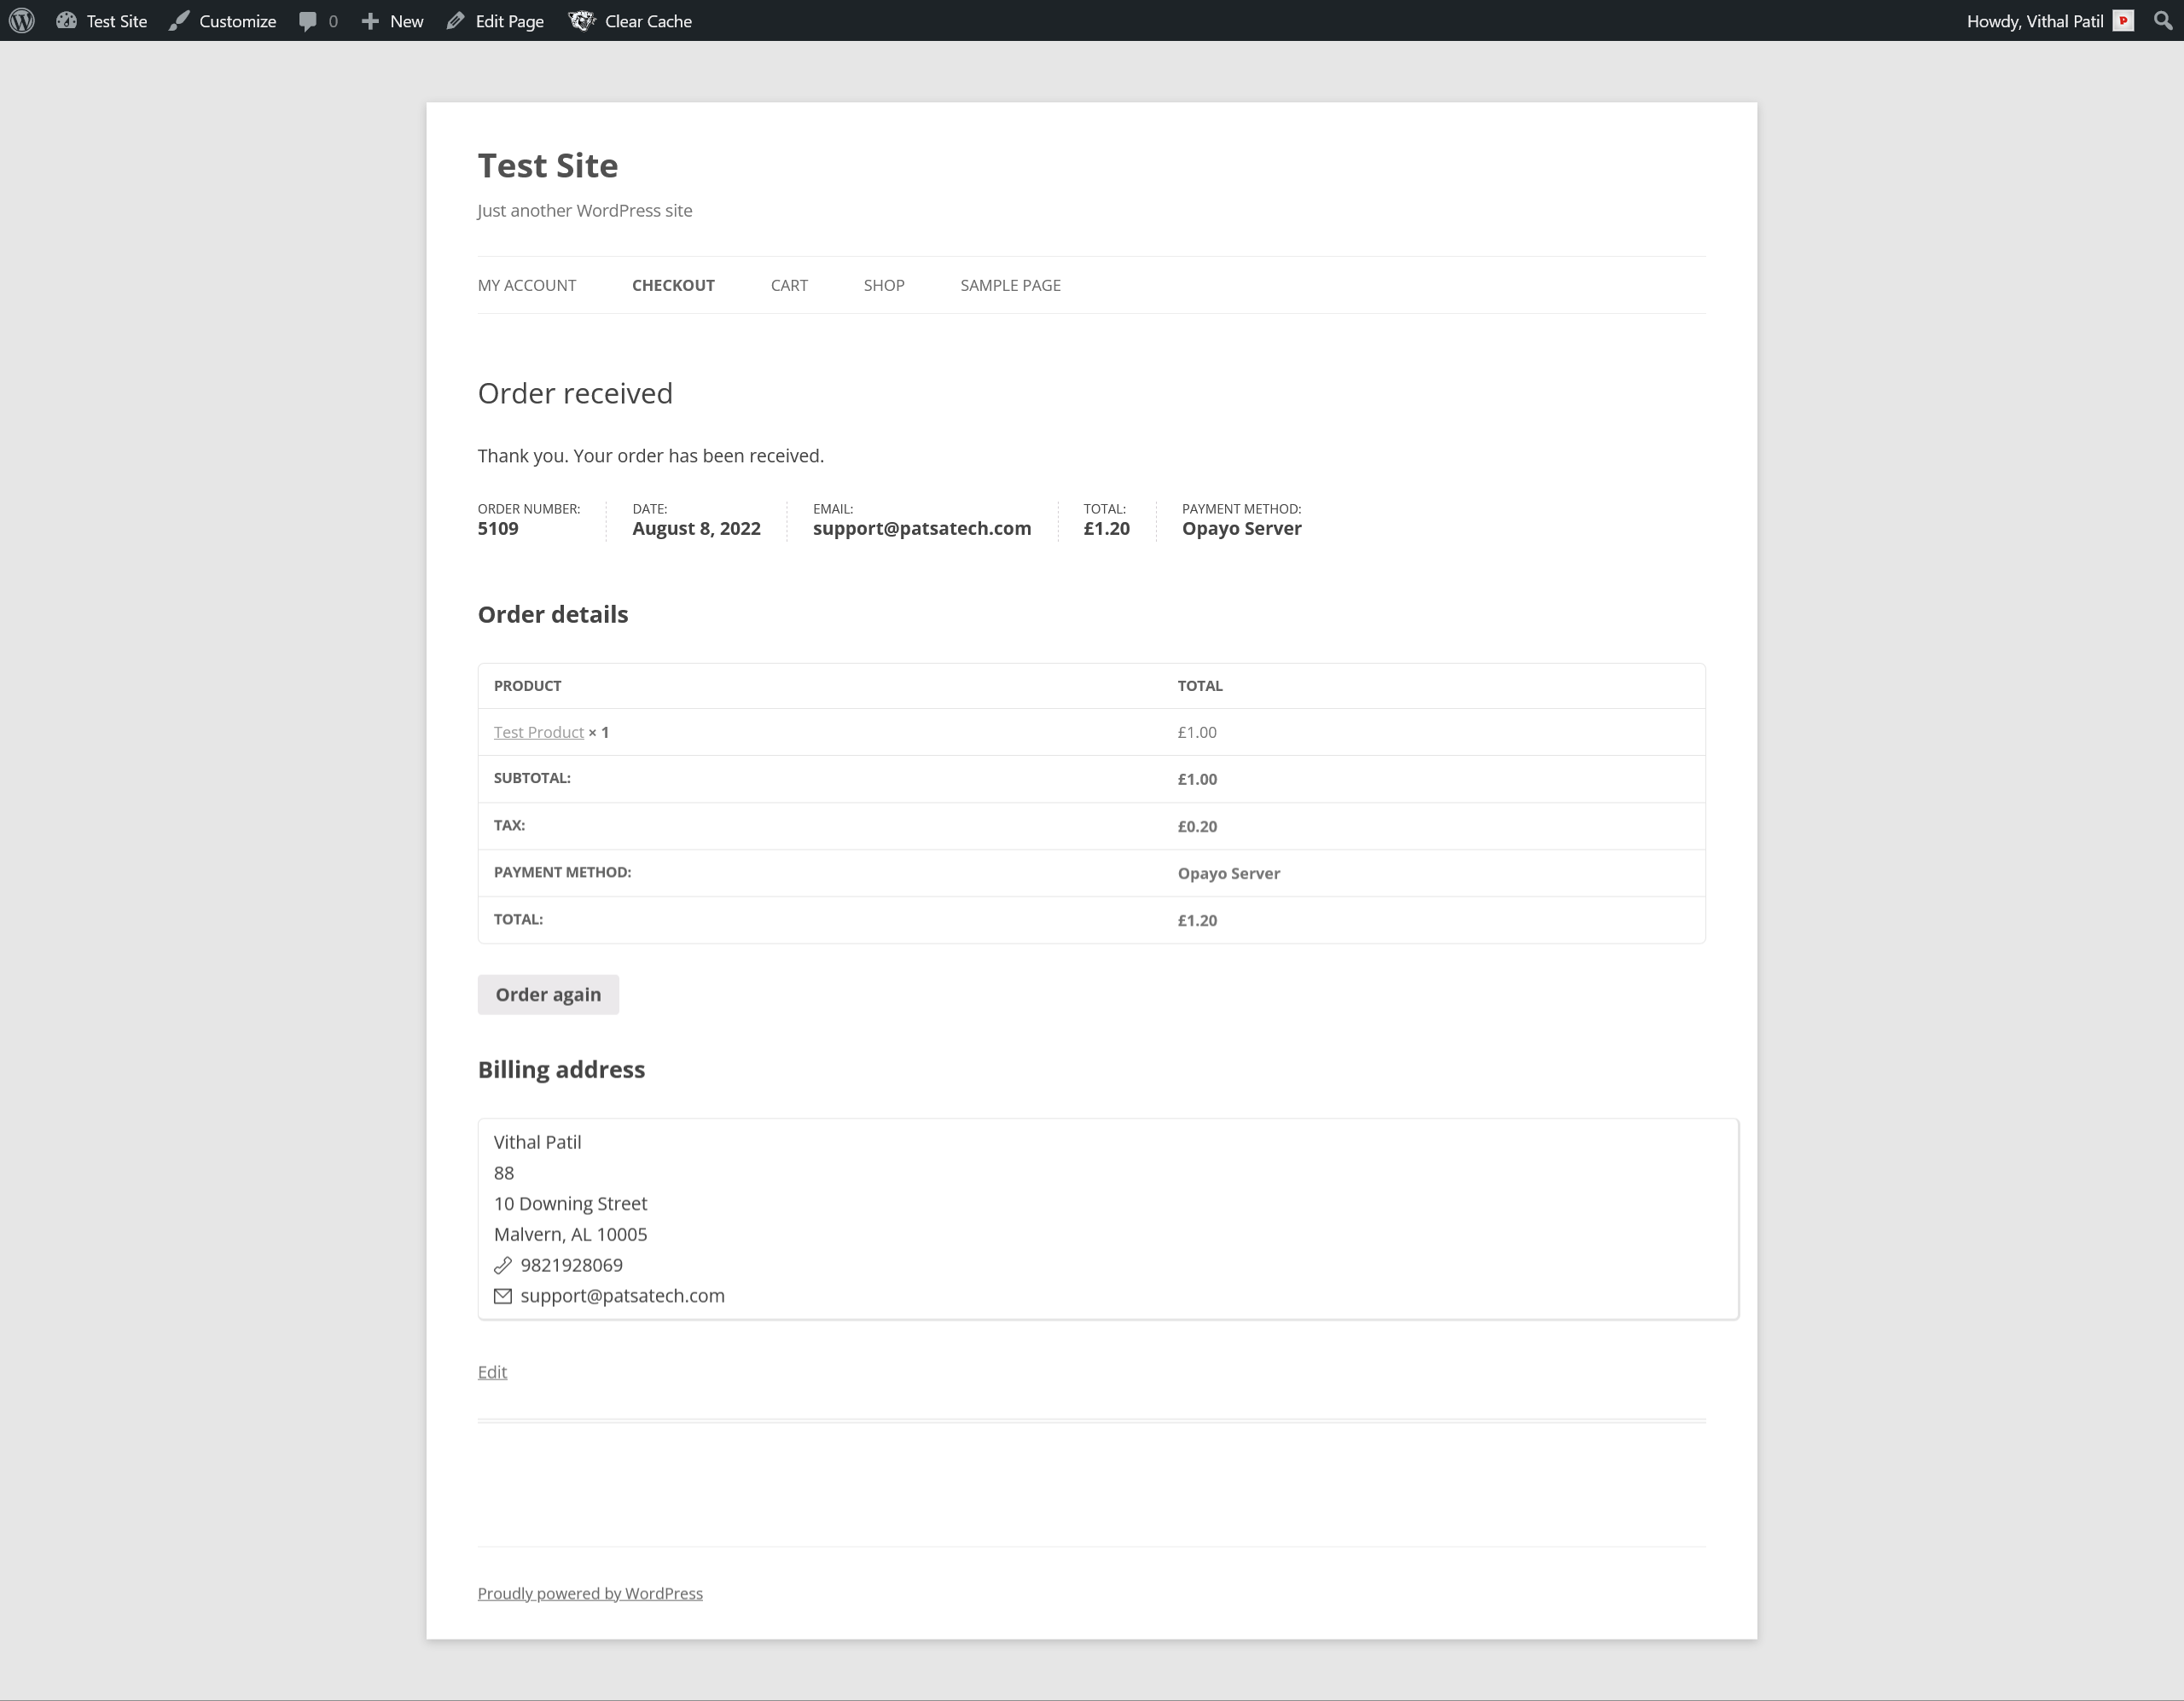 Test Site Customize 0 New Edit Page Clear Cache Howdy, Vithal Patil P
Test Site
Just another WordPress site
MY ACCOUNT CHECKOUT CART SHOP SAMPLE PAGE
Order received
Thank you. Your order has been received.
ORDER NUMBER: DATE: EMAIL: TOTAL: PAYMENT METHOD:
5109 August 8, 2022 support@patsatech.com £1.20 Opayo Server
Order details
PRODUCT TOTAL
Test Product × 1 £1.00
SUBTOTAL: £1.00
TAX: £0.20
PAYMENT METHOD: Opayo Server
TOTAL: £1.20
Order again
Billing address
Vithal Patil
88
10 Downing Street
Malvern, AL 10005
9821928069
support@patsatech.com
Edit
Proudly powered by WordPress